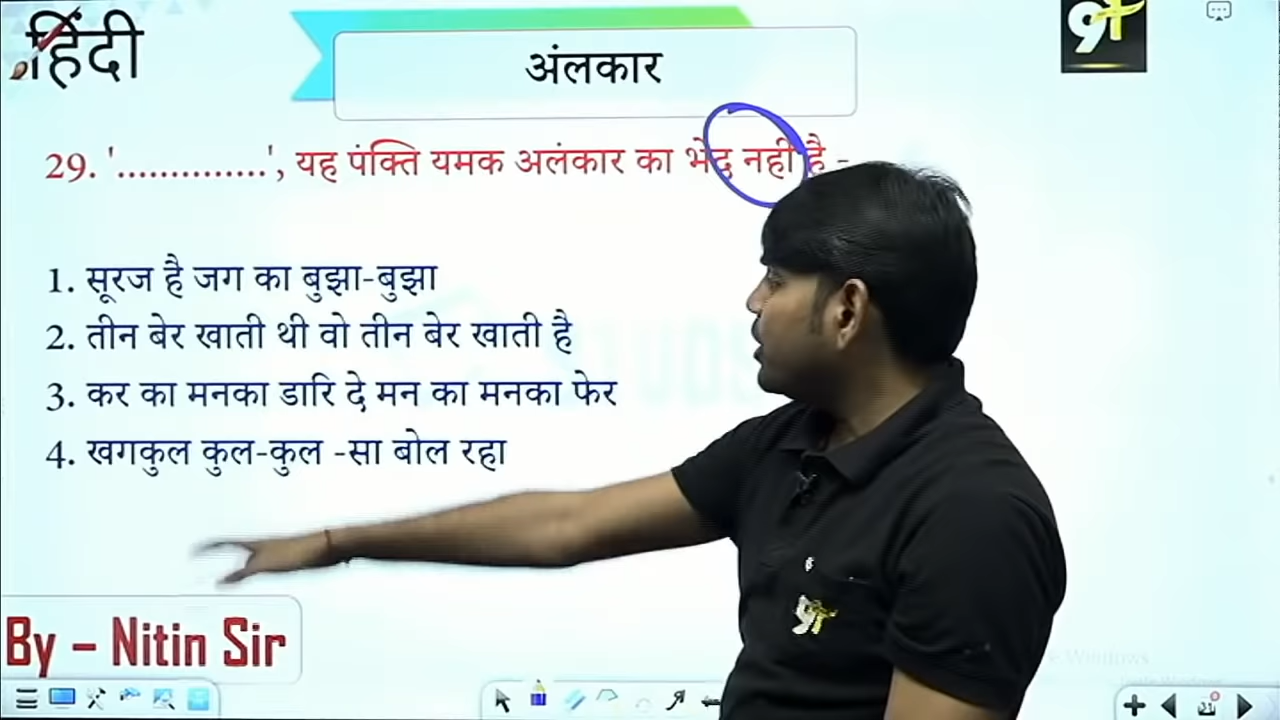 हिंदी
अंलकार
29. '..............', यह पंक्ति यमक अलंकार का भेद नहीं है -
1. सूरज है जग का बुझा-बुझा
2. तीन बेर खाती थी वो तीन बेर खाती है
3. कर का मनका डारि दे मन का मनका फेर
4. खगकुल कुल-कुल -सा बोल रहा
By – Nitin Sir